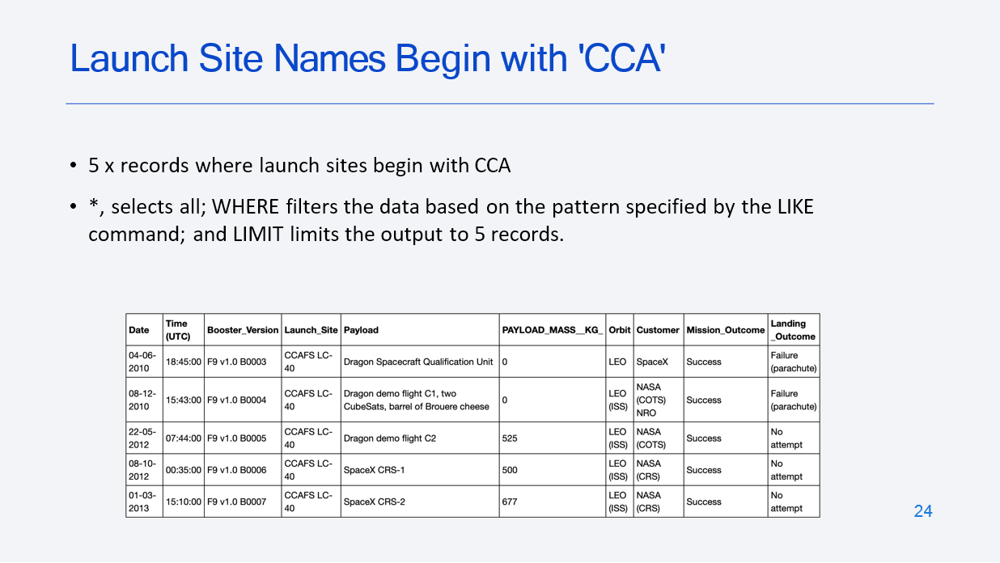 Launch Site Names Begin with 'CCA'
• 5 x records where launch sites begin with CCA
• *, selects all; WHERE filters the data based on the pattern specified by the LIKE
command; and LIMIT limits the output to 5 records.
Date | Time (UTC) | Booster_Version | Launch_Site | Payload | PAYLOAD_MASS__KG_ | Orbit | Customer | Mission_Outcome | Landing _Outcome
04-06-2010 | 18:45:00 | F9 v1.0 B0003 | CCAFS LC-40 | Dragon Spacecraft Qualification Unit | 0 | LEO | SpaceX | Success | Failure (parachute)
08-12-2010 | 15:43:00 | F9 v1.0 B0004 | CCAFS LC-40 | Dragon demo flight C1, two CubeSats, barrel of Brouere cheese | 0 | LEO (ISS) | NASA (COTS) NRO | Success | Failure (parachute)
22-05-2012 | 07:44:00 | F9 v1.0 B0005 | CCAFS LC-40 | Dragon demo flight C2 | 525 | LEO (ISS) | NASA (COTS) | Success | No attempt
08-10-2012 | 00:35:00 | F9 v1.0 B0006 | CCAFS LC-40 | SpaceX CRS-1 | 500 | LEO (ISS) | NASA (CRS) | Success | No attempt
01-03-2013 | 15:10:00 | F9 v1.0 B0007 | CCAFS LC-40 | SpaceX CRS-2 | 677 | LEO (ISS) | NASA (CRS) | Success | No attempt
24